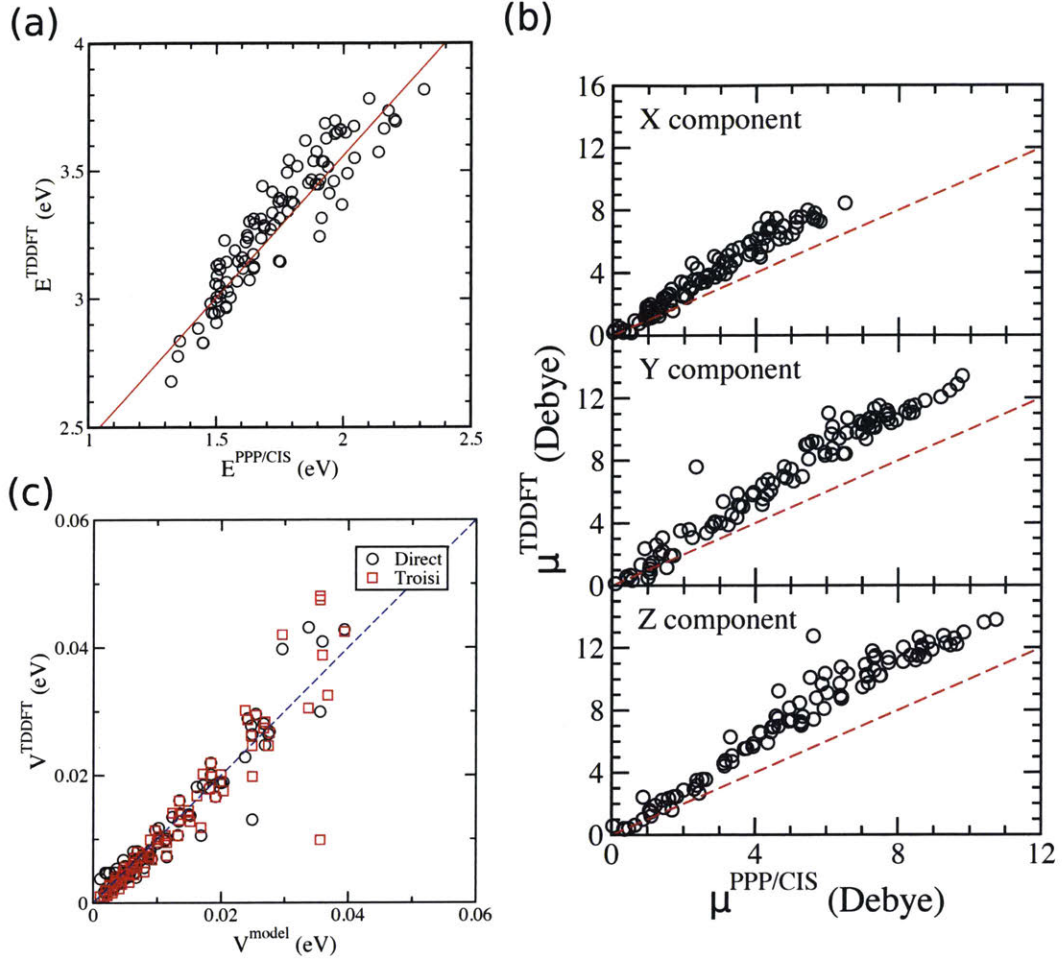 (a)
4
3.5
3
2.5
1
1.5
2
2.5
E^TDDFT (eV)
E^PPP/CIS (eV)
(b)
16
12
8
4
0
X component
12
8
4
0
Y component
12
8
4
0
Z component
0
4
8
12
μ^TDDFT (Debye)
μ^PPP/CIS (Debye)
(c)
0.06
0.04
0.02
0
0
0.02
0.04
0.06
Direct
Troisi
V^TDDFT (eV)
V^model (eV)